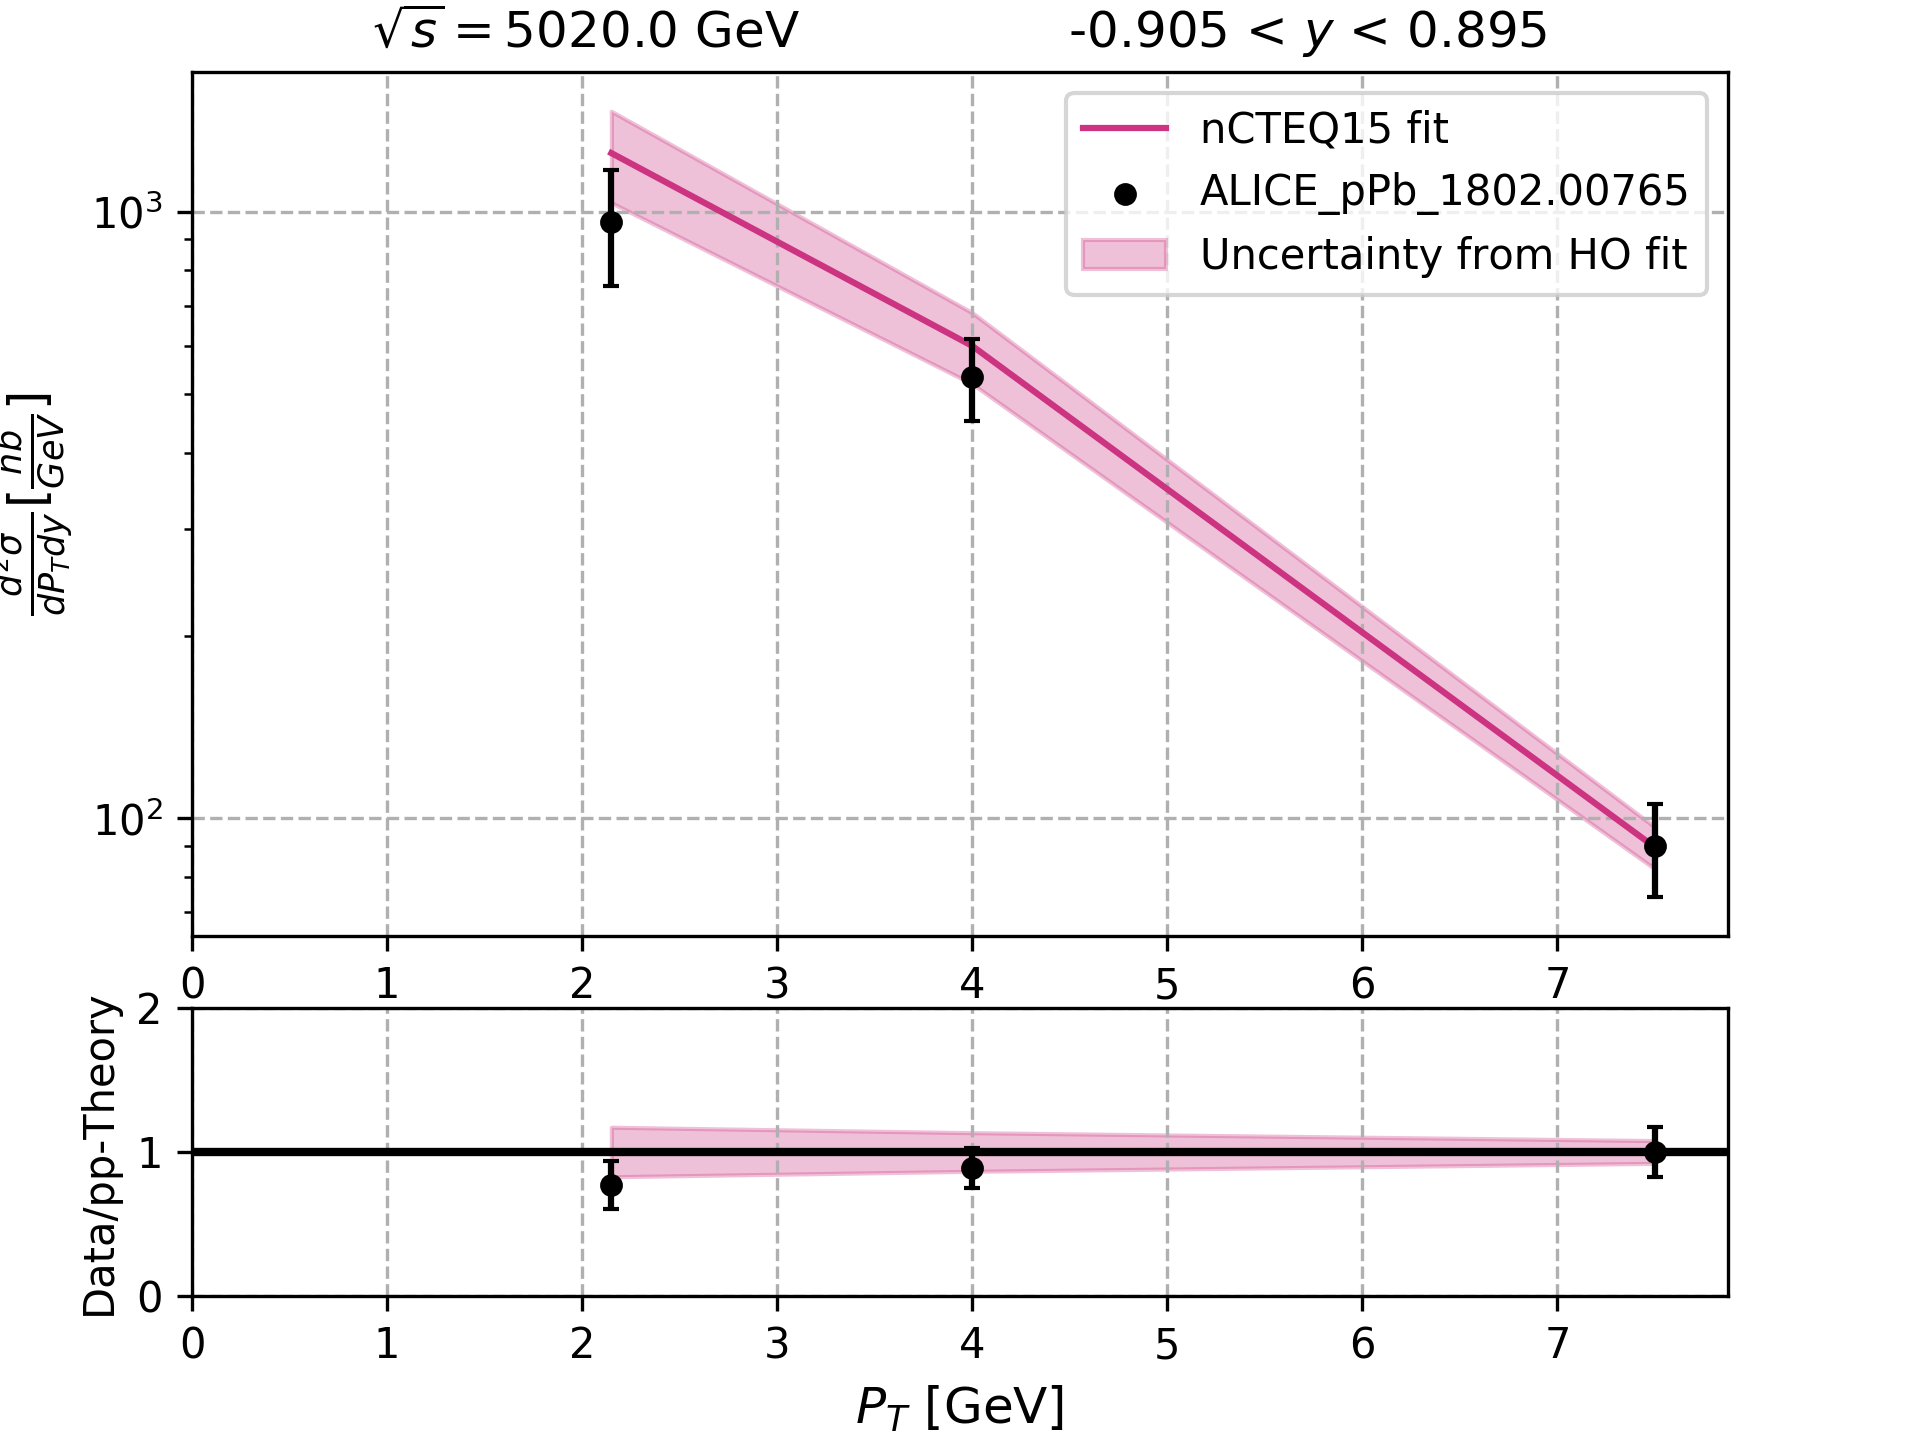 √s = 5020.0 GeV
-0.905 < y < 0.895
nCTEQ15 fit
ALICE_pPb_1802.00765
Uncertainty from HO fit
10³
10²
d²σ/dP_Tdy [nb/GeV]
0 1 2 3 4 5 6 7
2
1
0
Data/pp-Theory
0 1 2 3 4 5 6 7
P_T [GeV]